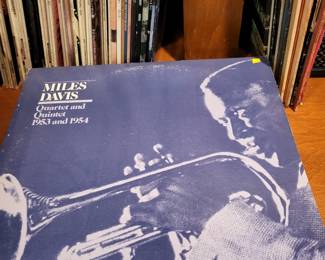 MILES
DAVIS
Quartet and
Quintet
1953 and 1954